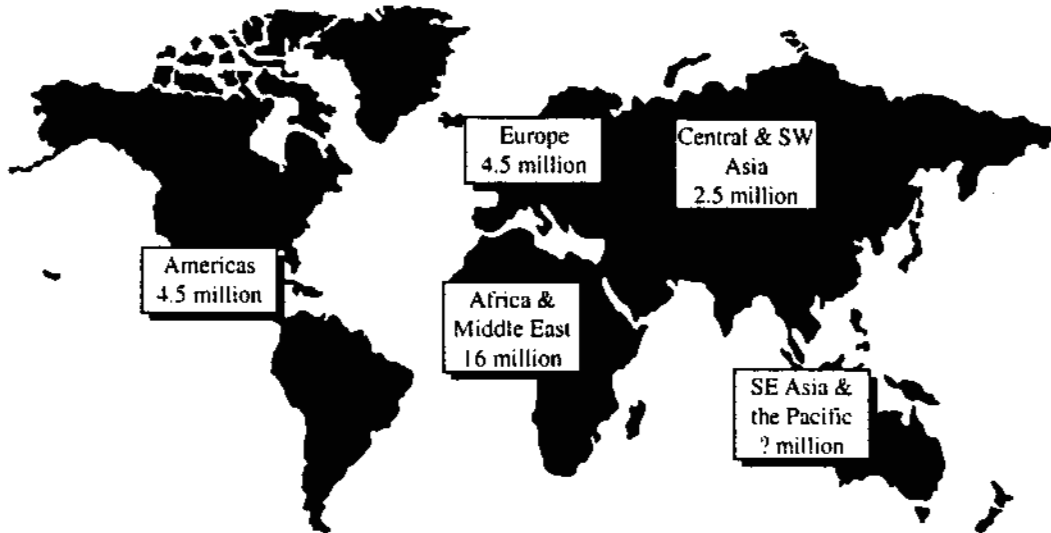 Europe
4.5 million
Central & SW
Asia
2.5 million
Americas
4.5 million
Africa &
Middle East
16 million
SE Asia &
the Pacific
? million